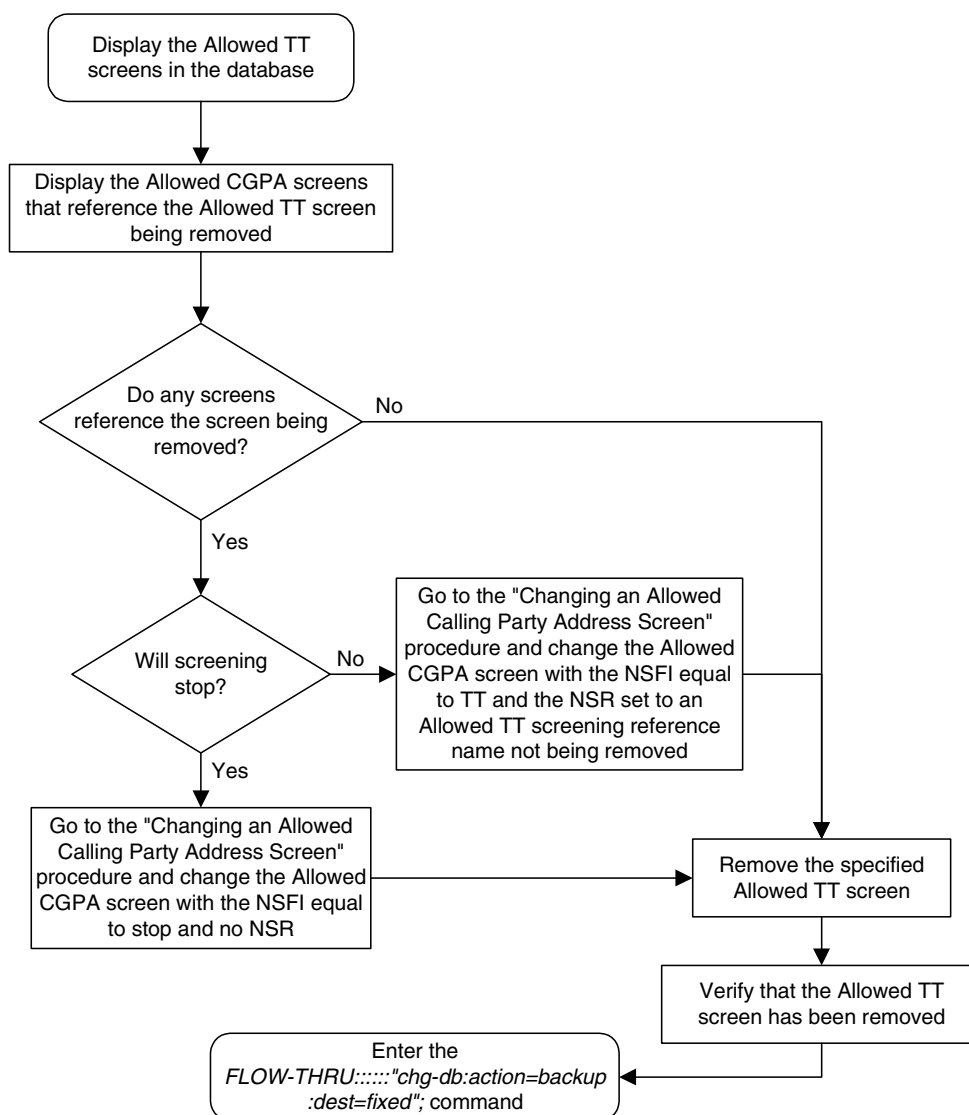 Display the Allowed TT
screens in the database
Display the Allowed CGPA screens
that reference the Allowed TT screen
being removed
Do any screens
reference the screen being
removed?
No
Yes
Will screening
stop?
No
Go to the "Changing an Allowed
Calling Party Address Screen"
procedure and change the Allowed
CGPA screen with the NSFI equal
to TT and the NSR set to an
Allowed TT screening reference
name not being removed
Yes
Go to the "Changing an Allowed
Calling Party Address Screen"
procedure and change the Allowed
CGPA screen with the NSFI equal
to stop and no NSR
Remove the specified
Allowed TT screen
Verify that the Allowed TT
screen has been removed
Enter the
FLOW-THRU::::::"chg-db:action=backup
:dest=fixed"; command